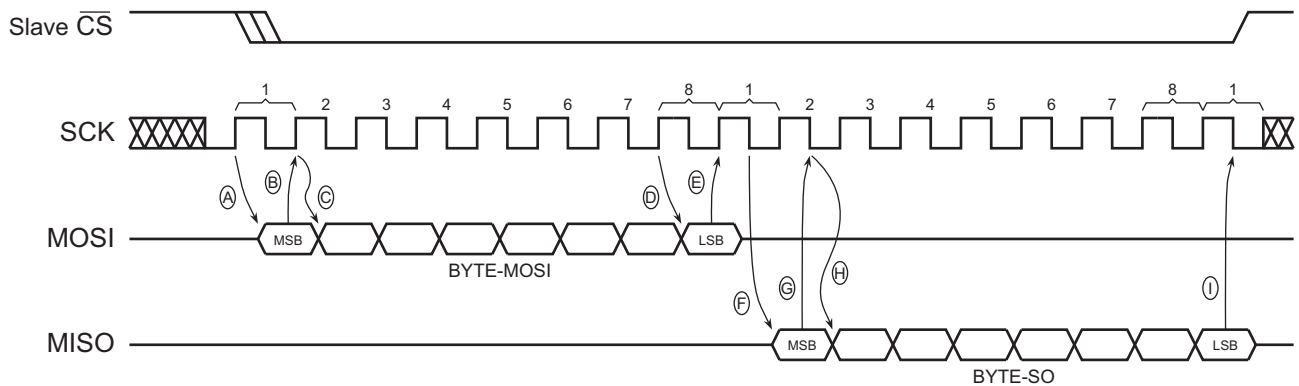 Slave CS
1 2 3 4 5 6 7 8 1 2 3 4 5 6 7 8 1
SCK
A B C D E
MOSI MSB LSB
BYTE-MOSI
F G H I
MISO MSB LSB
BYTE-SO